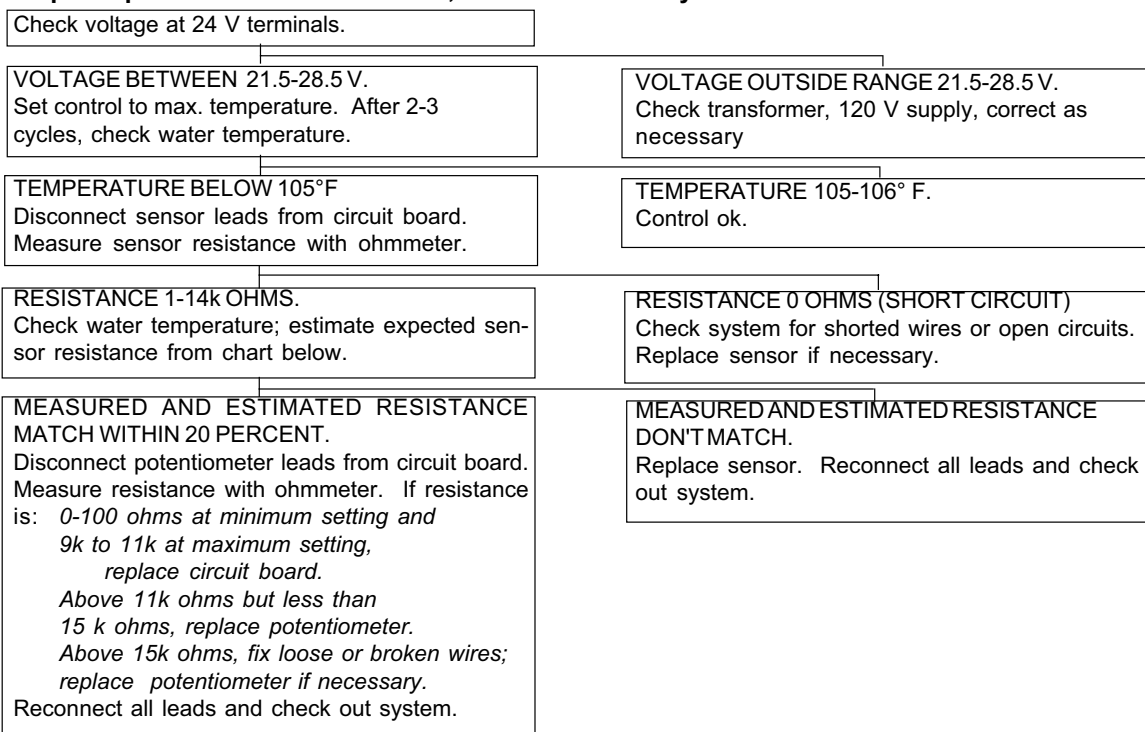 Check voltage at 24 V terminals.
VOLTAGE BETWEEN 21.5-28.5 V.
Set control to max. temperature. After 2-3
cycles, check water temperature.
VOLTAGE OUTSIDE RANGE 21.5-28.5 V.
Check transformer, 120 V supply, correct as
necessary
TEMPERATURE BELOW 105°F
Disconnect sensor leads from circuit board.
Measure sensor resistance with ohmmeter.
TEMPERATURE 105-106° F.
Control ok.
RESISTANCE 1-14k OHMS.
Check water temperature; estimate expected sen-
sor resistance from chart below.
RESISTANCE 0 OHMS (SHORT CIRCUIT)
Check system for shorted wires or open circuits.
Replace sensor if necessary.
MEASURED AND ESTIMATED RESISTANCE
MATCH WITHIN 20 PERCENT.
Disconnect potentiometer leads from circuit board.
Measure resistance with ohmmeter. If resistance
is: 0-100 ohms at minimum setting and
9k to 11k at maximum setting,
replace circuit board.
Above 11k ohms but less than
15 k ohms, replace potentiometer.
Above 15k ohms, fix loose or broken wires;
replace potentiometer if necessary.
Reconnect all leads and check out system.
MEASURED AND ESTIMATED RESISTANCE
DON'T MATCH.
Replace sensor. Reconnect all leads and check
out system.